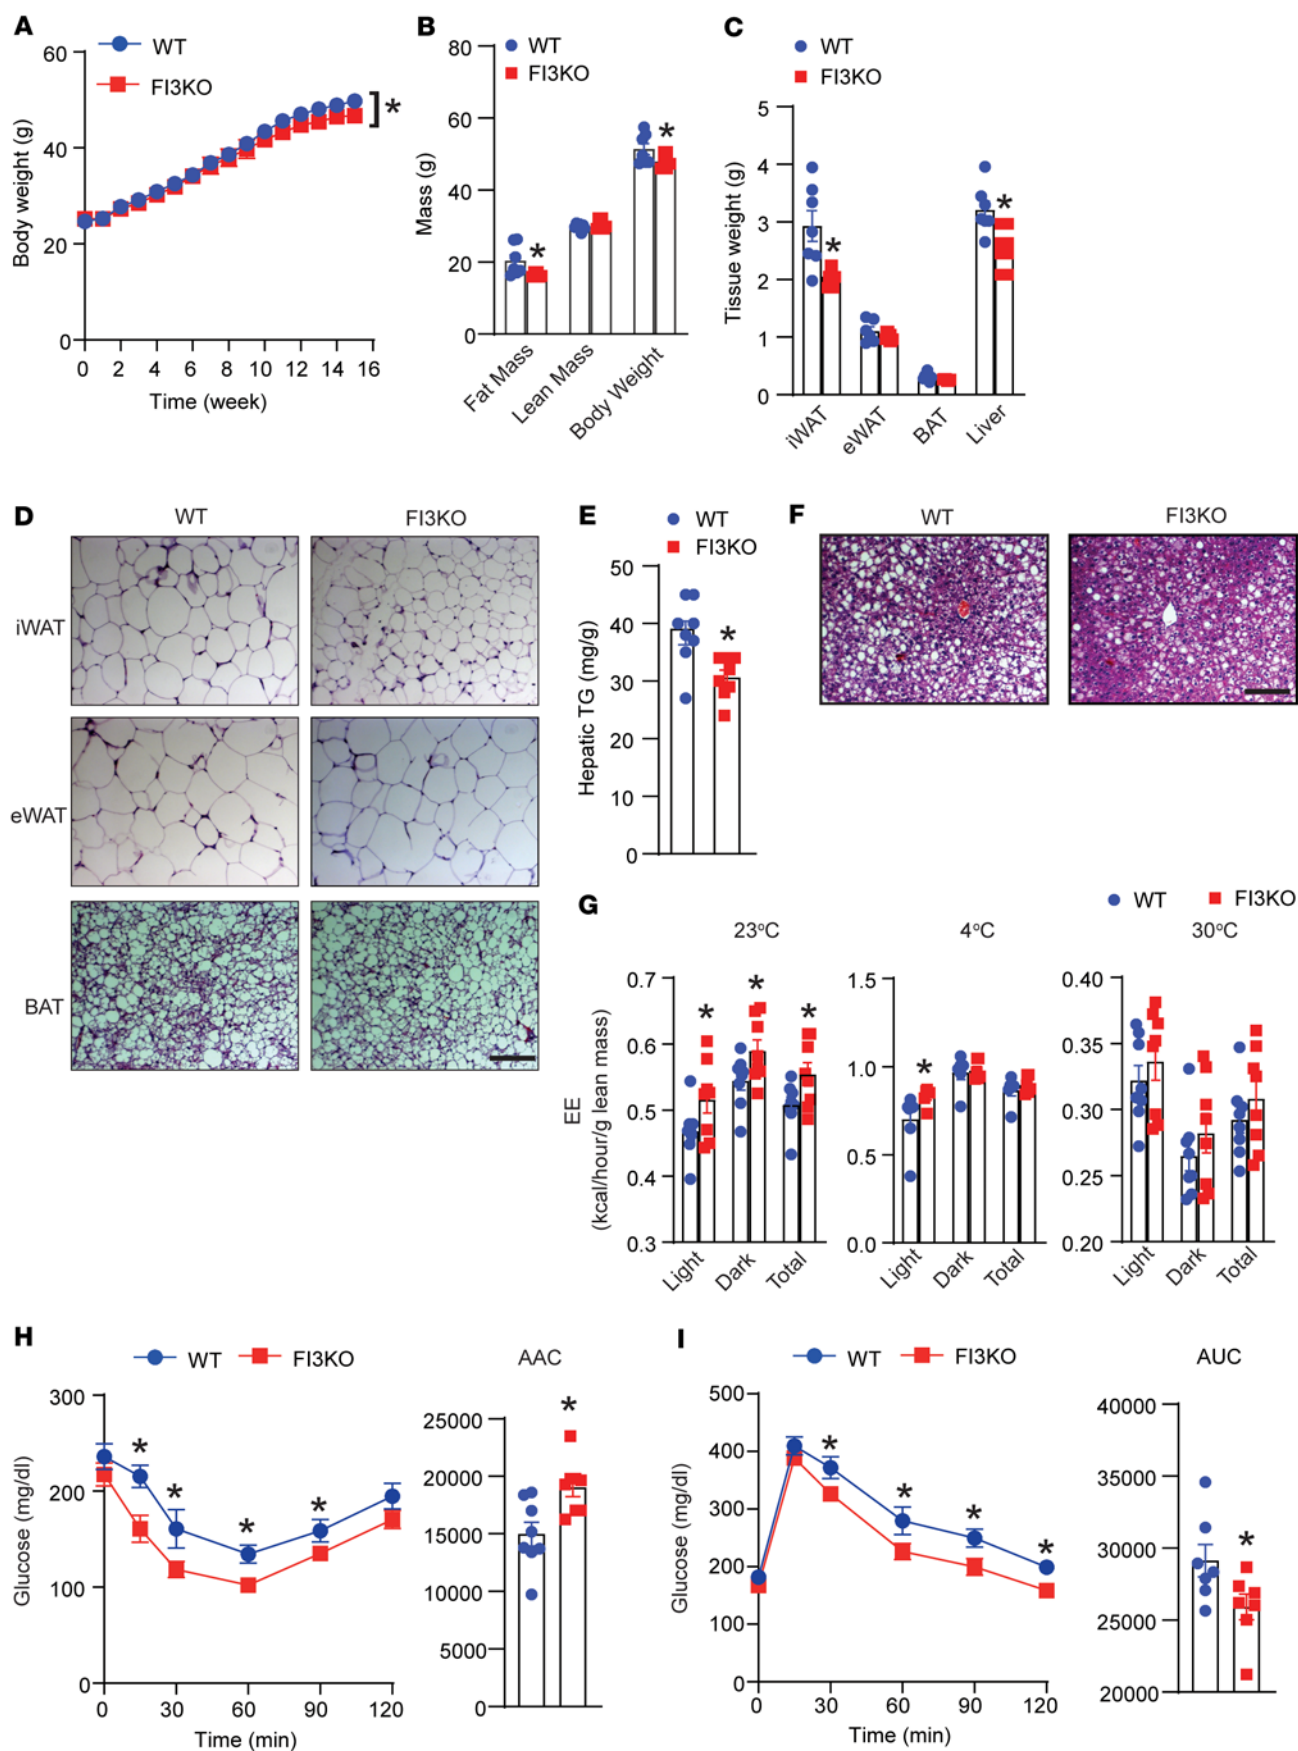 A
WT
FI3KO
Body weight (g)
60
40
20
0
*
0 2 4 6 8 10 12 14 16
Time (week)
B
WT
FI3KO
Mass (g)
80
60
40
20
0
*
*
Fat Mass
Lean Mass
Body Weight
C
WT
FI3KO
Tissue weight (g)
5
4
3
2
1
0
*
*
iWAT
eWAT
BAT
Liver
D
WT FI3KO
iWAT
eWAT
BAT
E
WT
FI3KO
Hepatic TG (mg/g)
50
40
30
20
10
0
*
F
WT FI3KO
G
WT FI3KO
23°C 4°C 30°C
EE
(kcal/hour/g lean mass)
0.7
0.6
0.5
0.4
0.3
* * *
Light Dark Total
1.5
1.0
0.5
0.0
*
Light Dark Total
0.40
0.35
0.30
0.25
0.20
Light Dark Total
H
WT FI3KO
Glucose (mg/dl)
300
200
100
0
* * * *
0 30 60 90 120
Time (min)
AAC
25000
20000
15000
10000
5000
0
*
I
WT FI3KO
Glucose (mg/dl)
500
400
300
200
100
0
* * * *
0 30 60 90 120
Time (min)
AUC
40000
35000
30000
25000
20000
*